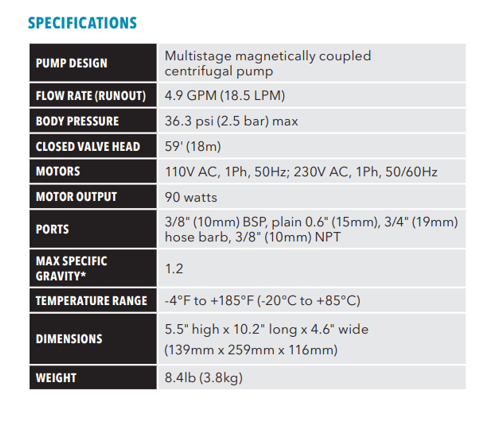 SPECIFICATIONS
PUMP DESIGN
Multistage magnetically coupled
centrifugal pump
FLOW RATE (RUNOUT)
4.9 GPM (18.5 LPM)
BODY PRESSURE
36.3 psi (2.5 bar) max
CLOSED VALVE HEAD
59' (18m)
MOTORS
110V AC, 1Ph, 50Hz; 230V AC, 1Ph, 50/60Hz
MOTOR OUTPUT
90 watts
PORTS
3/8" (10mm) BSP, plain 0.6" (15mm), 3/4" (19mm)
hose barb, 3/8" (10mm) NPT
MAX SPECIFIC
GRAVITY*
1.2
TEMPERATURE RANGE
-4°F to +185°F (-20°C to +85°C)
DIMENSIONS
5.5" high x 10.2" long x 4.6" wide
(139mm x 259mm x 116mm)
WEIGHT
8.4lb (3.8kg)